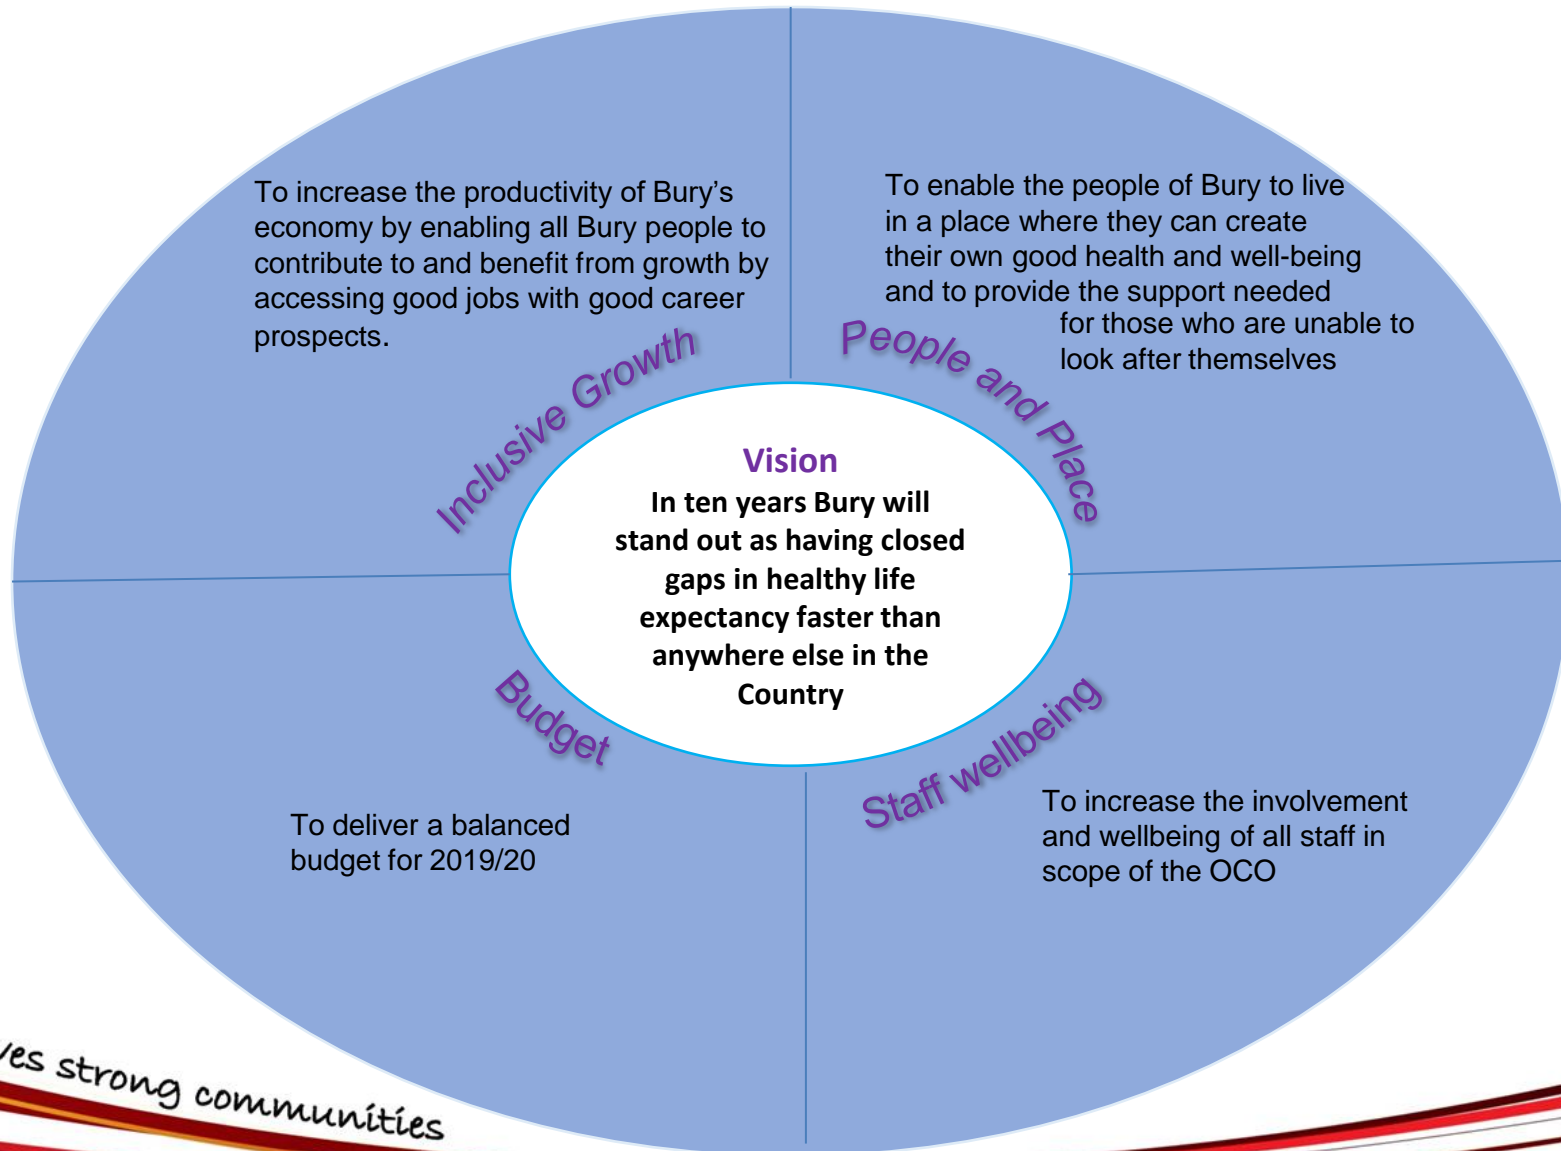 To increase the productivity of Bury’s
economy by enabling all Bury people to
contribute to and benefit from growth by
accessing good jobs with good career
prospects.
Inclusive Growth
To enable the people of Bury to live
in a place where they can create
their own good health and well-being
and to provide the support needed
for those who are unable to
look after themselves
People and Place
Vision
In ten years Bury will
stand out as having closed
gaps in healthy life
expectancy faster than
anywhere else in the
Country
Budget
To deliver a balanced
budget for 2019/20
Staff wellbeing
To increase the involvement
and wellbeing of all staff in
scope of the OCO
strong communities